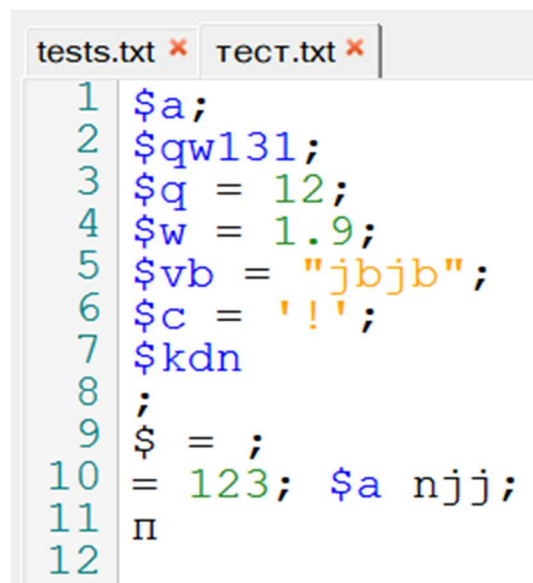 tests.txt × тест.txt ×
1 $a;
2 $qw131;
3 $q = 12;
4 $w = 1.9;
5 $vb = "jbjb";
6 $c = '!';
7 $kdn
8 ;
9 $ = ;
10 = 123; $a njj;
11 п
12